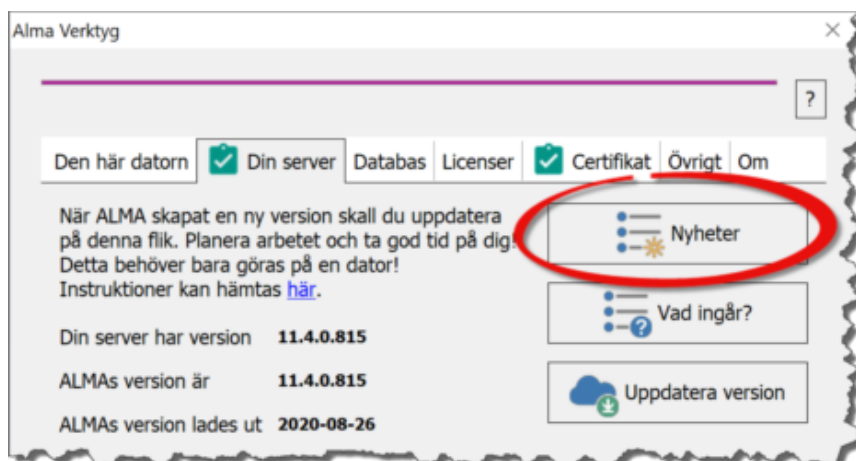 Alma Verktyg
?
Den här datorn Din server Databas Licenser Certifikat Övrigt Om
När ALMA skapat en ny version skall du uppdatera
på denna flik. Planera arbetet och ta god tid på dig!
Detta behöver bara göras på en dator!
Instruktioner kan hämtas här.
Din server har version 11.4.0.815
ALMAs version är 11.4.0.815
ALMAs version lades ut 2020-08-26
Nyheter
Vad ingår?
Uppdatera version